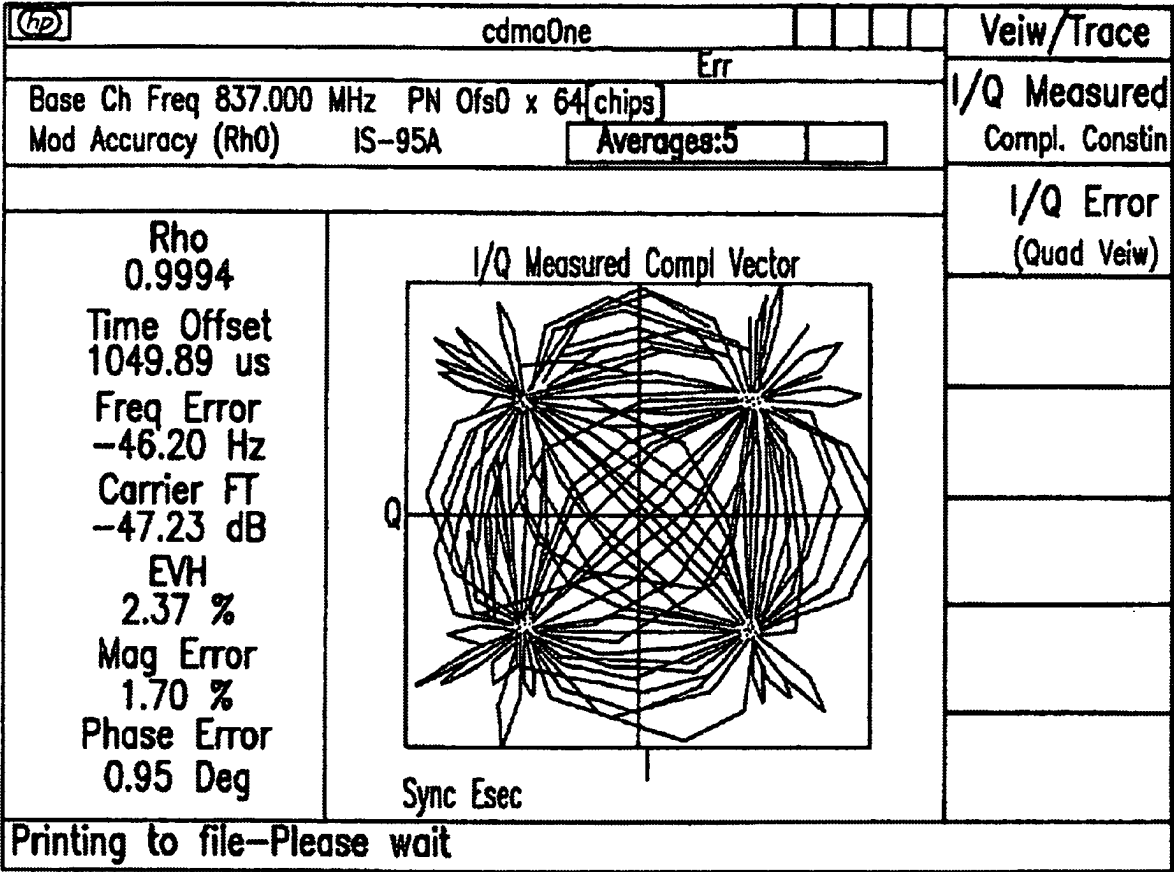 hp
cdmaOne
Err
Base Ch Freq 837.000 MHz PN Ofs0 x 64[chips]
Mod Accuracy (Rh0) IS-95A Averages:5
Rho
0.9994
Time Offset
1049.89 us
Freq Error
-46.20 Hz
Carrier FT
-47.23 dB
EVH
2.37 %
Mag Error
1.70 %
Phase Error
0.95 Deg
I/Q Measured Compl Vector
Q
I
Sync Esec
Veiw/Trace
I/Q Measured
Compl. Constin
I/Q Error
(Quad Veiw)
Printing to file-Please wait